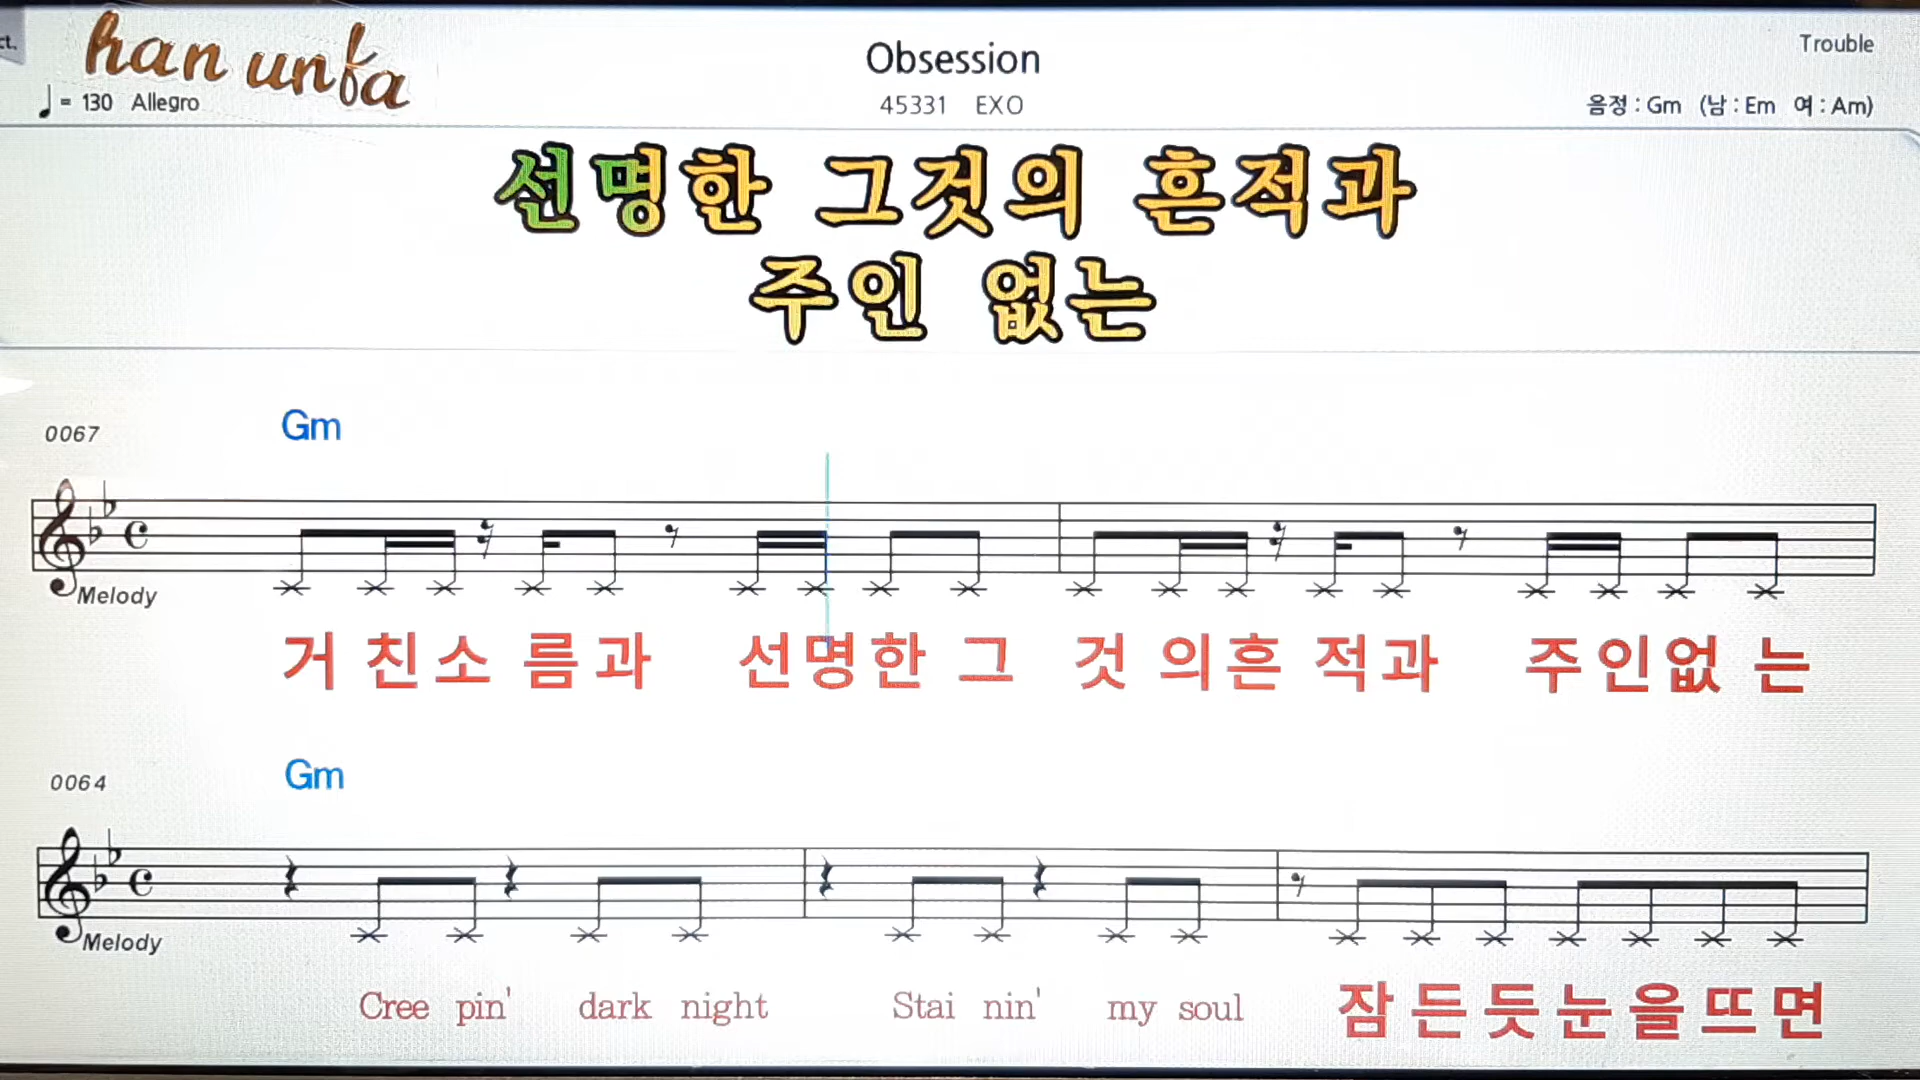 ct.
han unfa
Obsession
Trouble
♩ = 130 Allegro
45331 EXO
음정 : Gm (남 : Em 여 : Am)
선명한 그것의 흔적과
주인 없는
Gm
0067
Melody
거 친소 름과 선명한 그 것 의흔 적과 주인없 는
Gm
0064
Melody
Cree pin' dark night Stai nin' my soul 잠든듯눈을뜨면